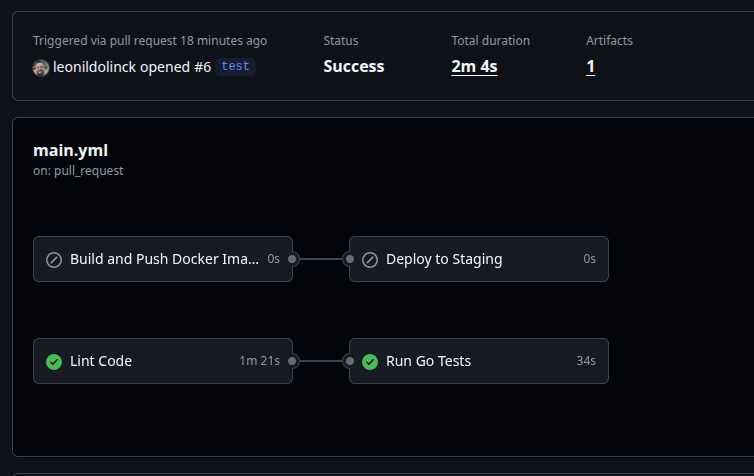 Triggered via pull request 18 minutes ago
leonildolinck opened #6 test
Status
Success
Total duration
2m 4s
Artifacts
1
main.yml
on: pull_request
Build and Push Docker Ima... 0s
Deploy to Staging 0s
Lint Code 1m 21s
Run Go Tests 34s